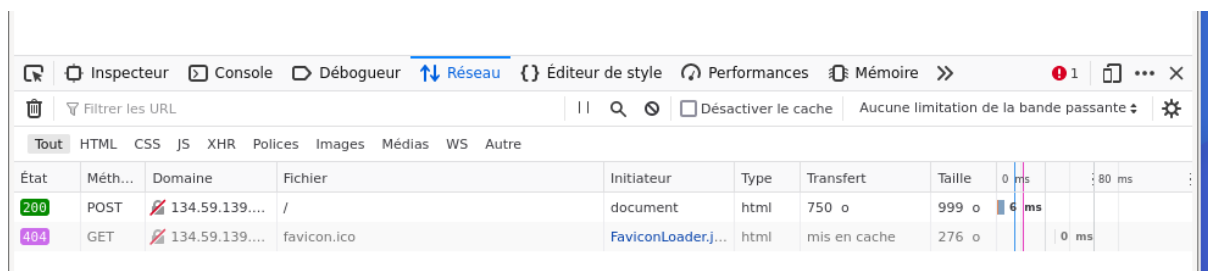 Inspecteur Console Débogueur Réseau {} Éditeur de style Performances Mémoire 1
Filtrer les URL Désactiver le cache Aucune limitation de la bande passante
Tout HTML CSS JS XHR Polices Images Médias WS Autre
État Méth... Domaine Fichier Initiateur Type Transfert Taille 0 ms 80 ms
200 POST 134.59.139.... / document html 750 o 999 o 6 ms
404 GET 134.59.139.... favicon.ico FaviconLoader.j... html mis en cache 276 o 0 ms